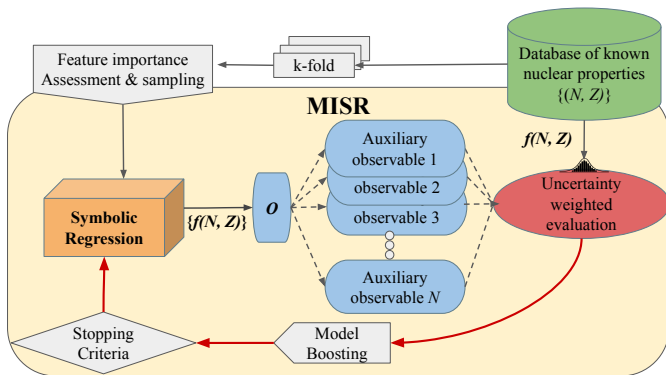 Feature importance
Assessment & sampling
k-fold
Database of known
nuclear properties
{(N, Z)}
MISR
f(N, Z)
Auxiliary
observable 1
observable 2
observable 3
Auxiliary
observable N
Symbolic
Regression
{f(N, Z)}
O
Uncertainty
weighted
evaluation
Stopping
Criteria
Model
Boosting